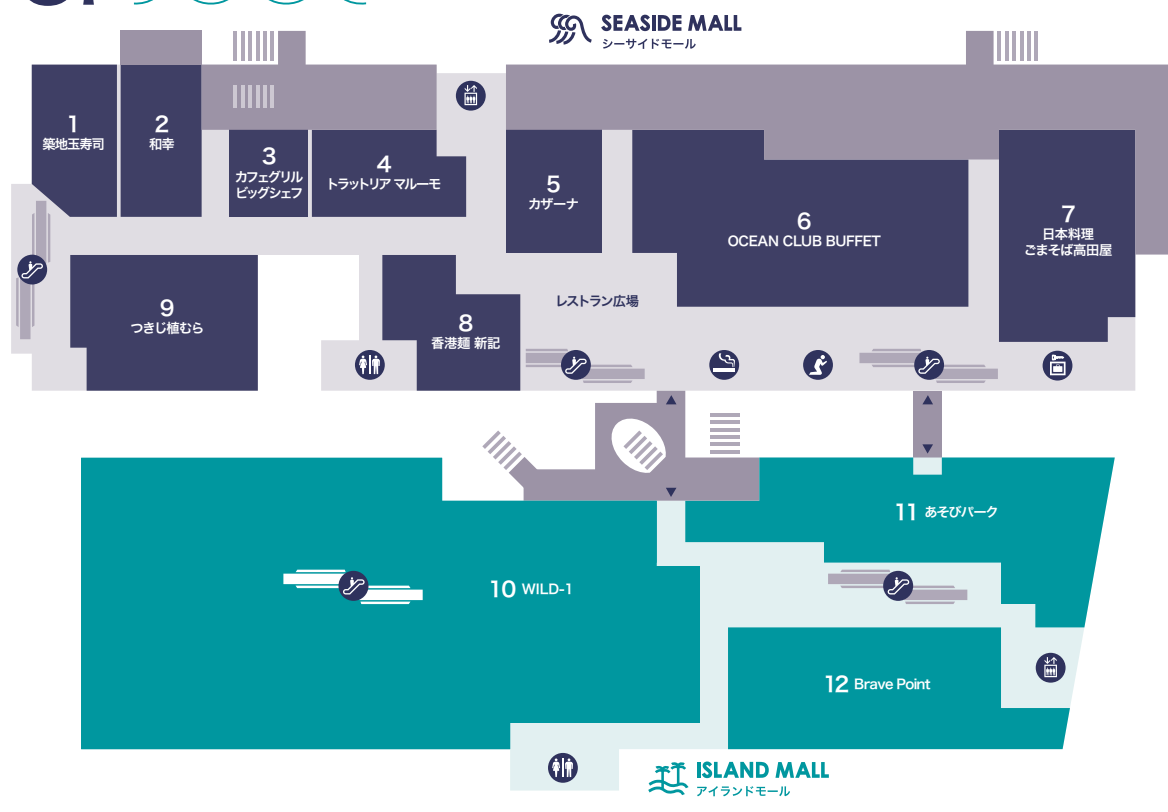 SEASIDE MALL
シーサイドモール
1
築地玉寿司
2
和幸
3
カフェグリル
ビッグシェフ
4
トラットリア マルーモ
5
カザーナ
6
OCEAN CLUB BUFFET
7
日本料理
ごまそば高田屋
9
つきじ植むら
8
香港麺 新記
レストラン広場
11 あそびパーク
10 WILD-1
12 Brave Point
ISLAND MALL
アイランドモール